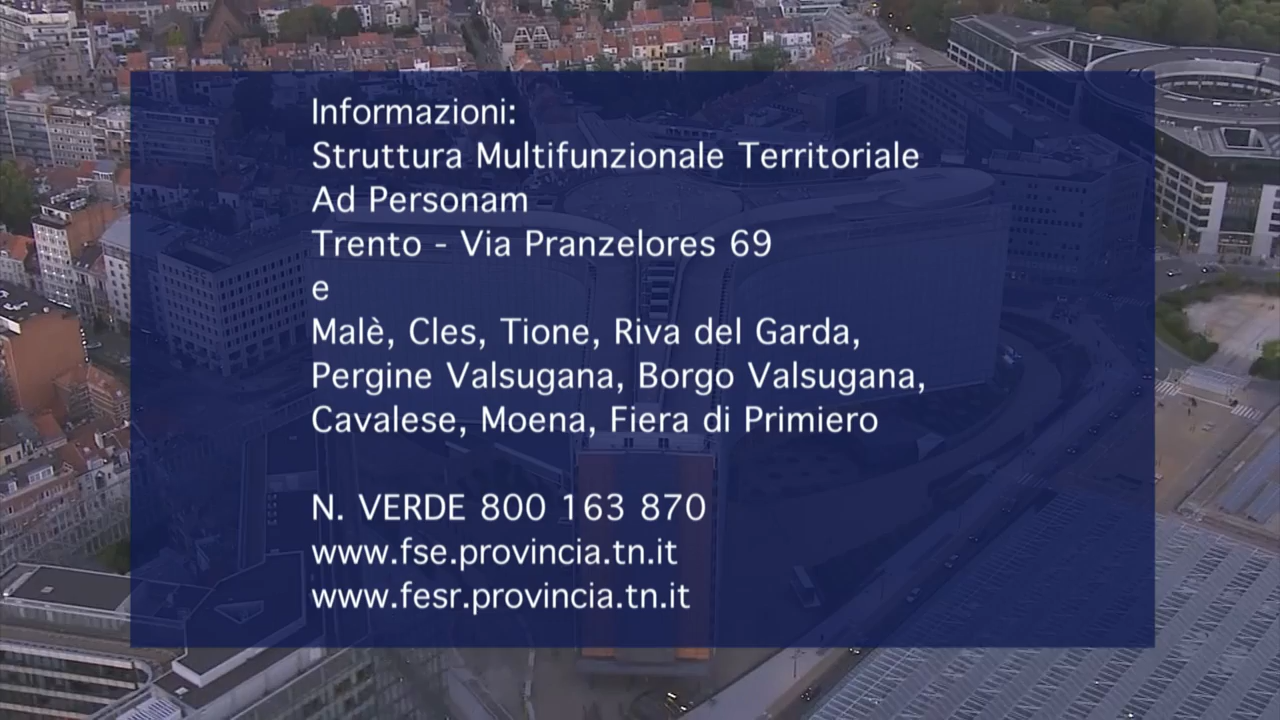 Informazioni:
Struttura Multifunzionale Territoriale
Ad Personam
Trento - Via Pranzelores 69
e
Malè, Cles, Tione, Riva del Garda,
Pergine Valsugana, Borgo Valsugana,
Cavalese, Moena, Fiera di Primiero
N. VERDE 800 163 870
www.fse.provincia.tn.it
www.fesr.provincia.tn.it